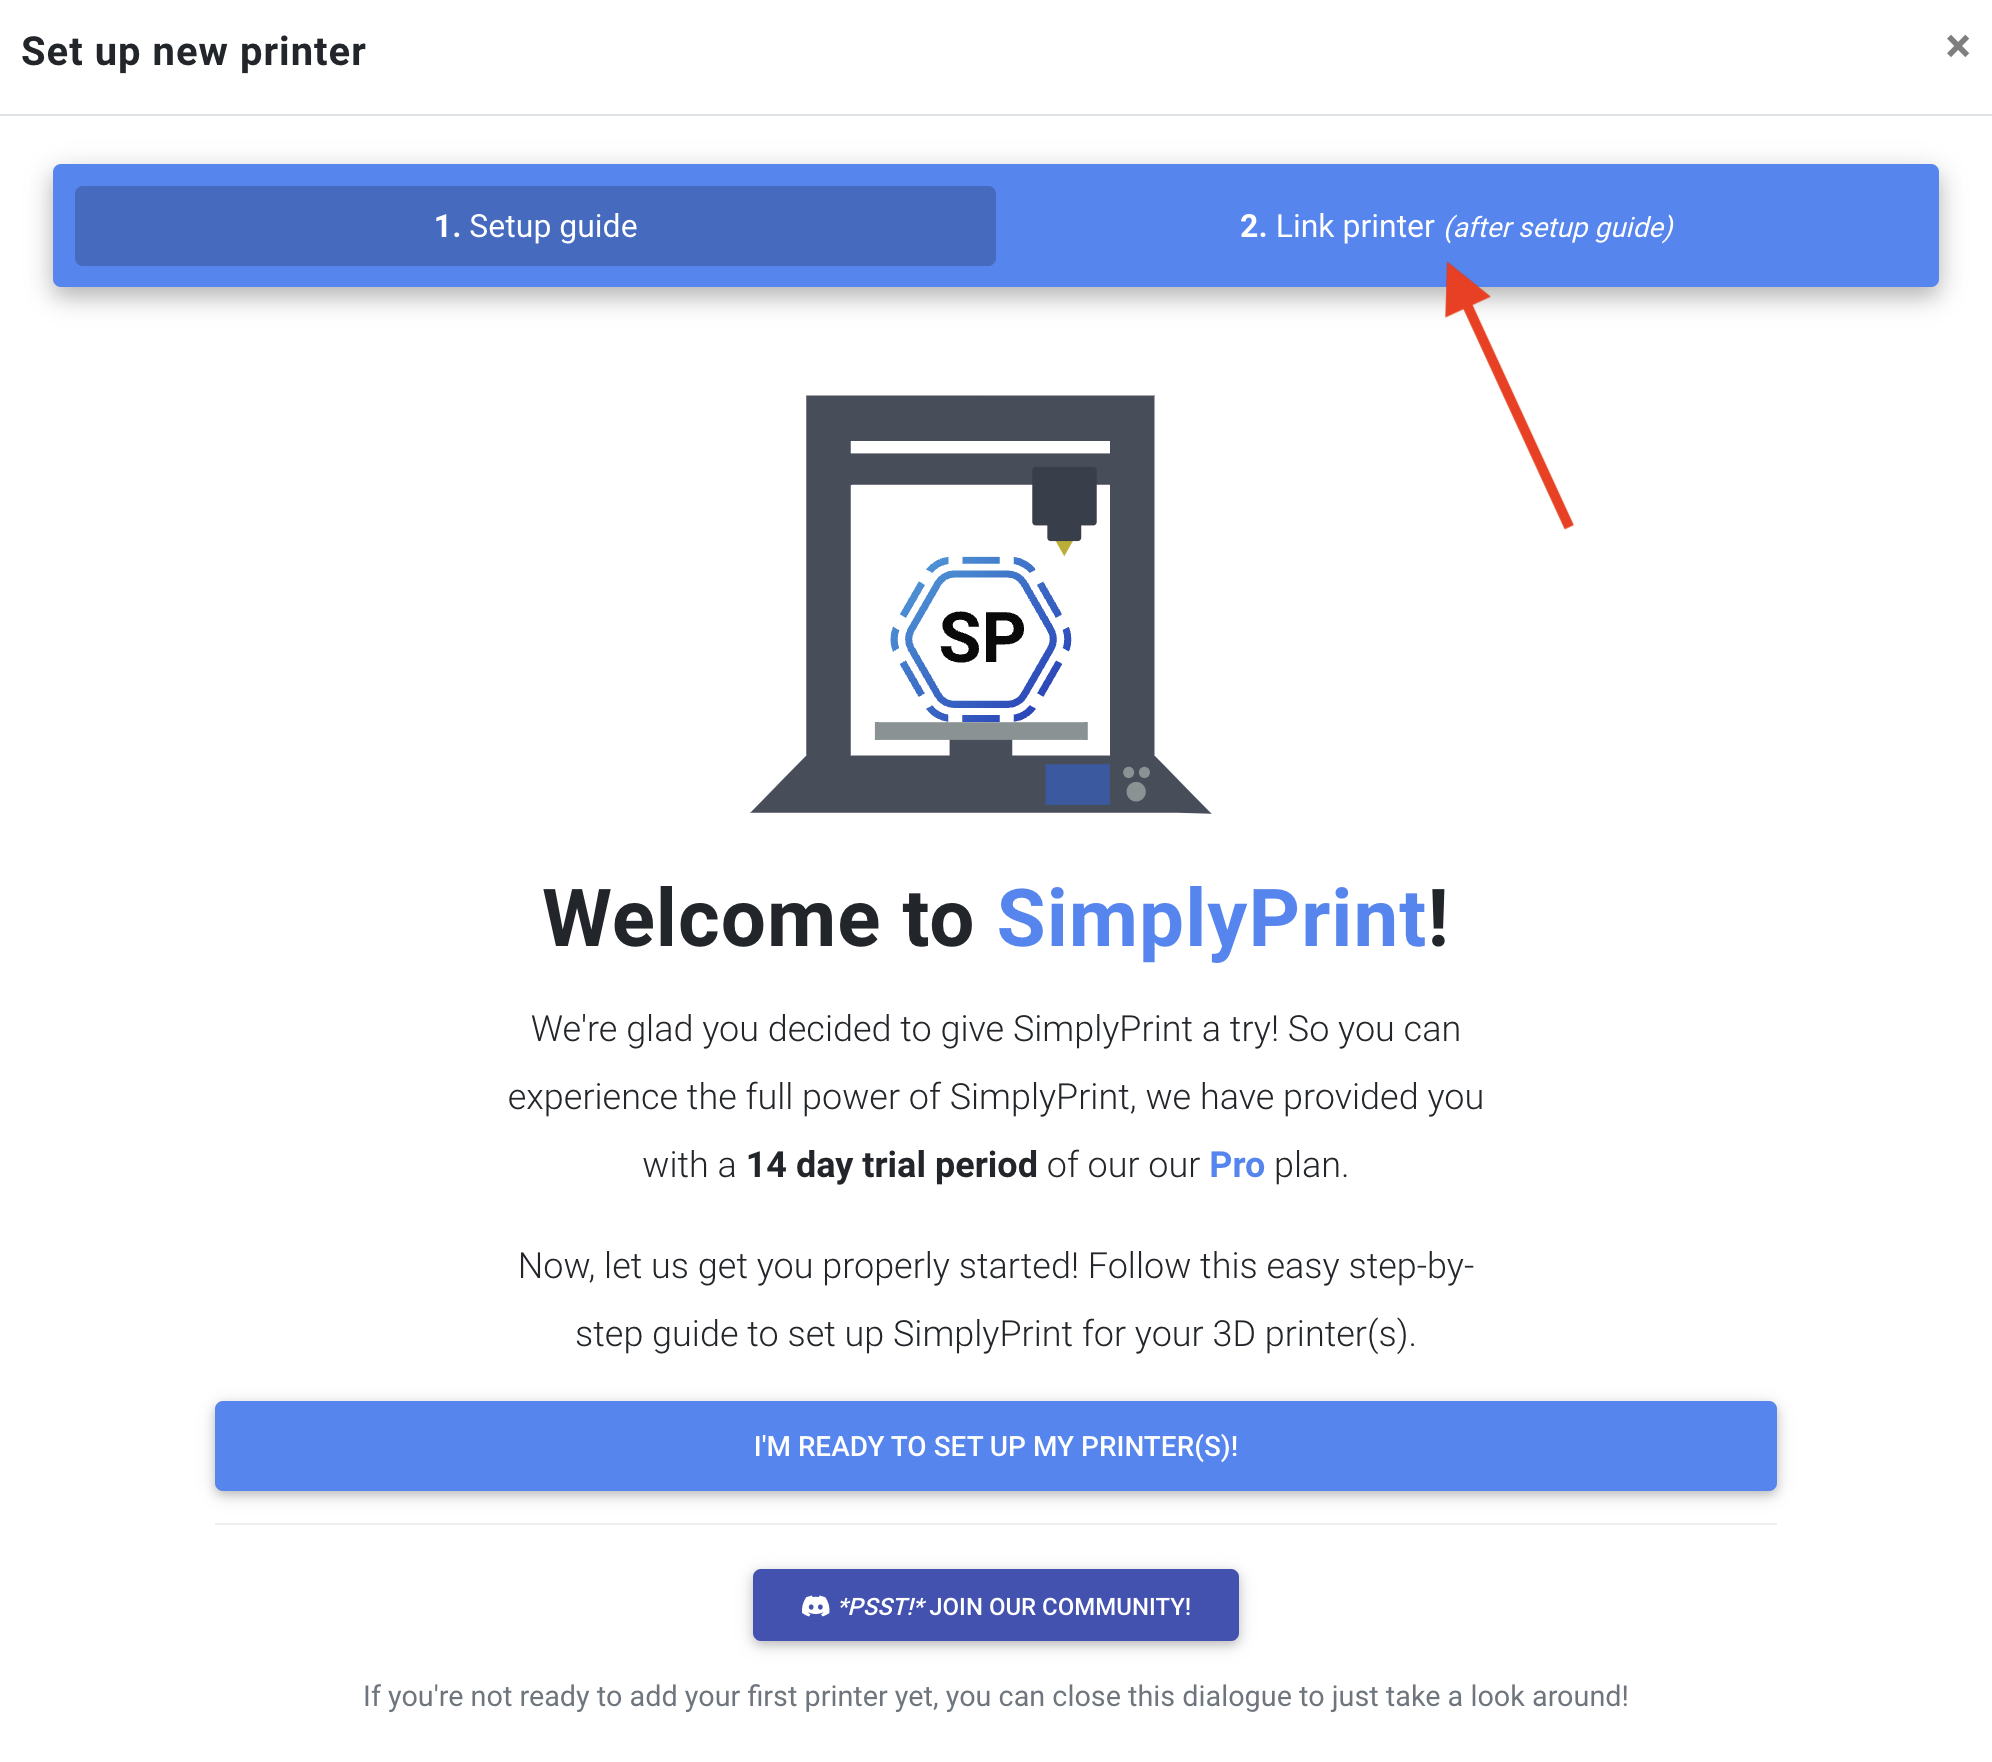 Set up new printer
1. Setup guide
2. Link printer (after setup guide)
SP
Welcome to SimplyPrint!
We're glad you decided to give SimplyPrint a try! So you can
experience the full power of SimplyPrint, we have provided you
with a 14 day trial period of our our Pro plan.
Now, let us get you properly started! Follow this easy step-by-
step guide to set up SimplyPrint for your 3D printer(s).
I'M READY TO SET UP MY PRINTER(S)!
*PSST!* JOIN OUR COMMUNITY!
If you're not ready to add your first printer yet, you can close this dialogue to just take a look around!